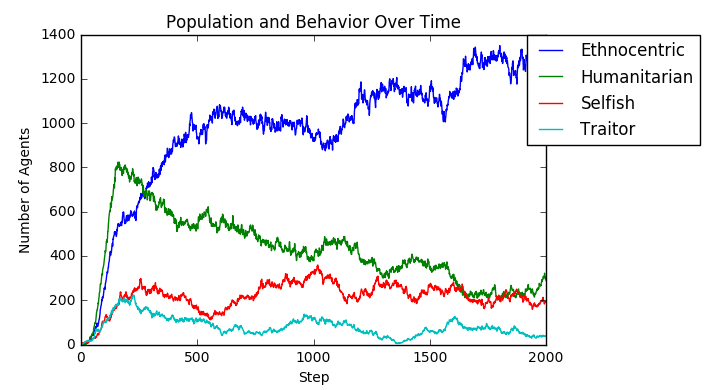 Population and Behavior Over Time
1400
1200
1000
800
600
400
200
0
Number of Agents
0 500 1000 1500 2000
Step
Ethnocentric
Humanitarian
Selfish
Traitor